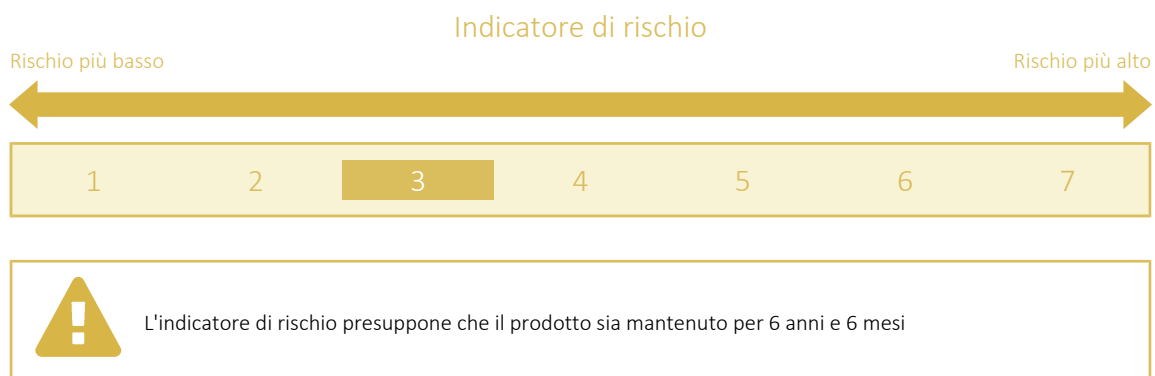 Indicatore di rischio
Rischio più basso Rischio più alto
1 2 3 4 5 6 7
L'indicatore di rischio presuppone che il prodotto sia mantenuto per 6 anni e 6 mesi